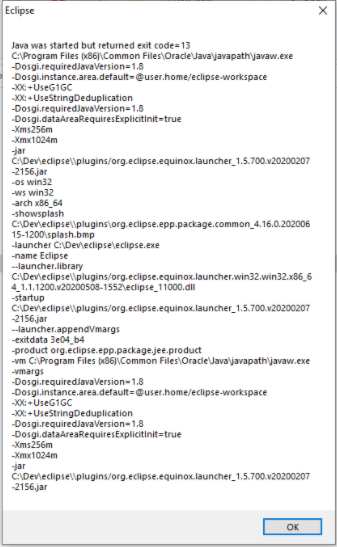 Eclipse
Java was started but returned exit code=13
C:\Program Files (x86)\Common Files\Oracle\Java\javapath\javaw.exe
-Dosgi.requiredJavaVersion=1.8
-Dosgi.instance.area.default=@user.home/eclipse-workspace
-XX:+UseG1GC
-XX:+UseStringDeduplication
-Dosgi.requiredJavaVersion=1.8
-Dosgi.dataAreaRequiresExplicitInit=true
-Xms256m
-Xmx1024m
-jar
C:\Dev\eclipse\\plugins/org.eclipse.equinox.launcher_1.5.700.v20200207
-2156.jar
-os win32
-ws win32
-arch x86_64
-showsplash
C:\Dev\eclipse\\plugins/org.eclipse.epp.package.common_4.16.0.202006
15-1200\splash.bmp
-launcher C:\Dev\eclipse\eclipse.exe
-name Eclipse
--launcher.library
C:\Dev\eclipse\\plugins/org.eclipse.equinox.launcher.win32.win32.x86_6
4_1.1.1200.v20200508-1552\eclipse_11000.dll
-startup
C:\Dev\eclipse\\plugins/org.eclipse.equinox.launcher_1.5.700.v20200207
-2156.jar
--launcher.appendVmargs
-exitdata 3e04_b4
-product org.eclipse.epp.package.jee.product
-vm C:\Program Files (x86)\Common Files\Oracle\Java\javapath\javaw.exe
-vmargs
-Dosgi.requiredJavaVersion=1.8
-Dosgi.instance.area.default=@user.home/eclipse-workspace
-XX:+UseG1GC
-XX:+UseStringDeduplication
-Dosgi.requiredJavaVersion=1.8
-Dosgi.dataAreaRequiresExplicitInit=true
-Xms256m
-Xmx1024m
-jar
C:\Dev\eclipse\\plugins/org.eclipse.equinox.launcher_1.5.700.v20200207
-2156.jar
OK